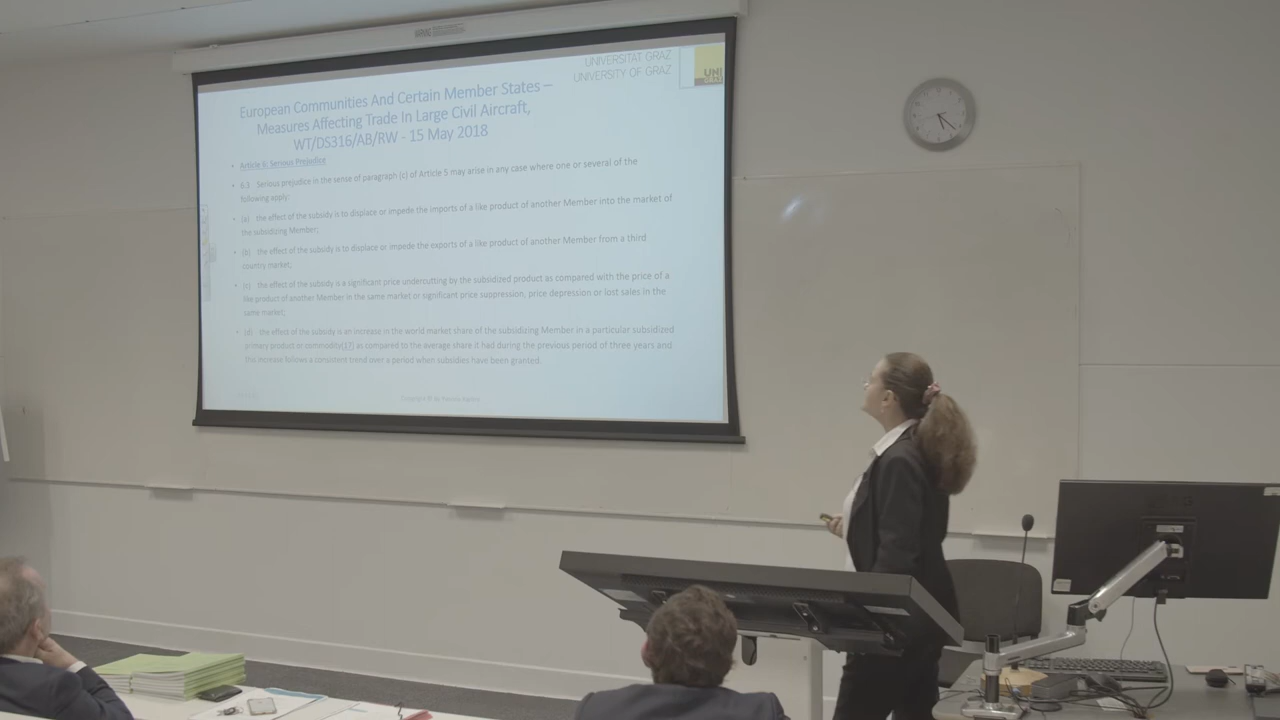 UNIVERSITÄT GRAZ
UNIVERSITY OF GRAZ
UNI
GRAZ
European Communities And Certain Member States –
Measures Affecting Trade In Large Civil Aircraft,
WT/DS316/AB/RW - 15 May 2018
• Article 6: Serious Prejudice
• 6.3 Serious prejudice in the sense of paragraph (c) of Article 5 may arise in any case where one or several of the
following apply:
• (a) the effect of the subsidy is to displace or impede the imports of a like product of another Member into the market of
the subsidizing Member;
• (b) the effect of the subsidy is to displace or impede the exports of a like product of another Member from a third
country market;
• (c) the effect of the subsidy is a significant price undercutting by the subsidized product as compared with the price of a
like product of another Member in the same market or significant price suppression, price depression or lost sales in the
same market;
• (d) the effect of the subsidy is an increase in the world market share of the subsidizing Member in a particular subsidized
primary product or commodity(17) as compared to the average share it had during the previous period of three years and
this increase follows a consistent trend over a period when subsidies have been granted.